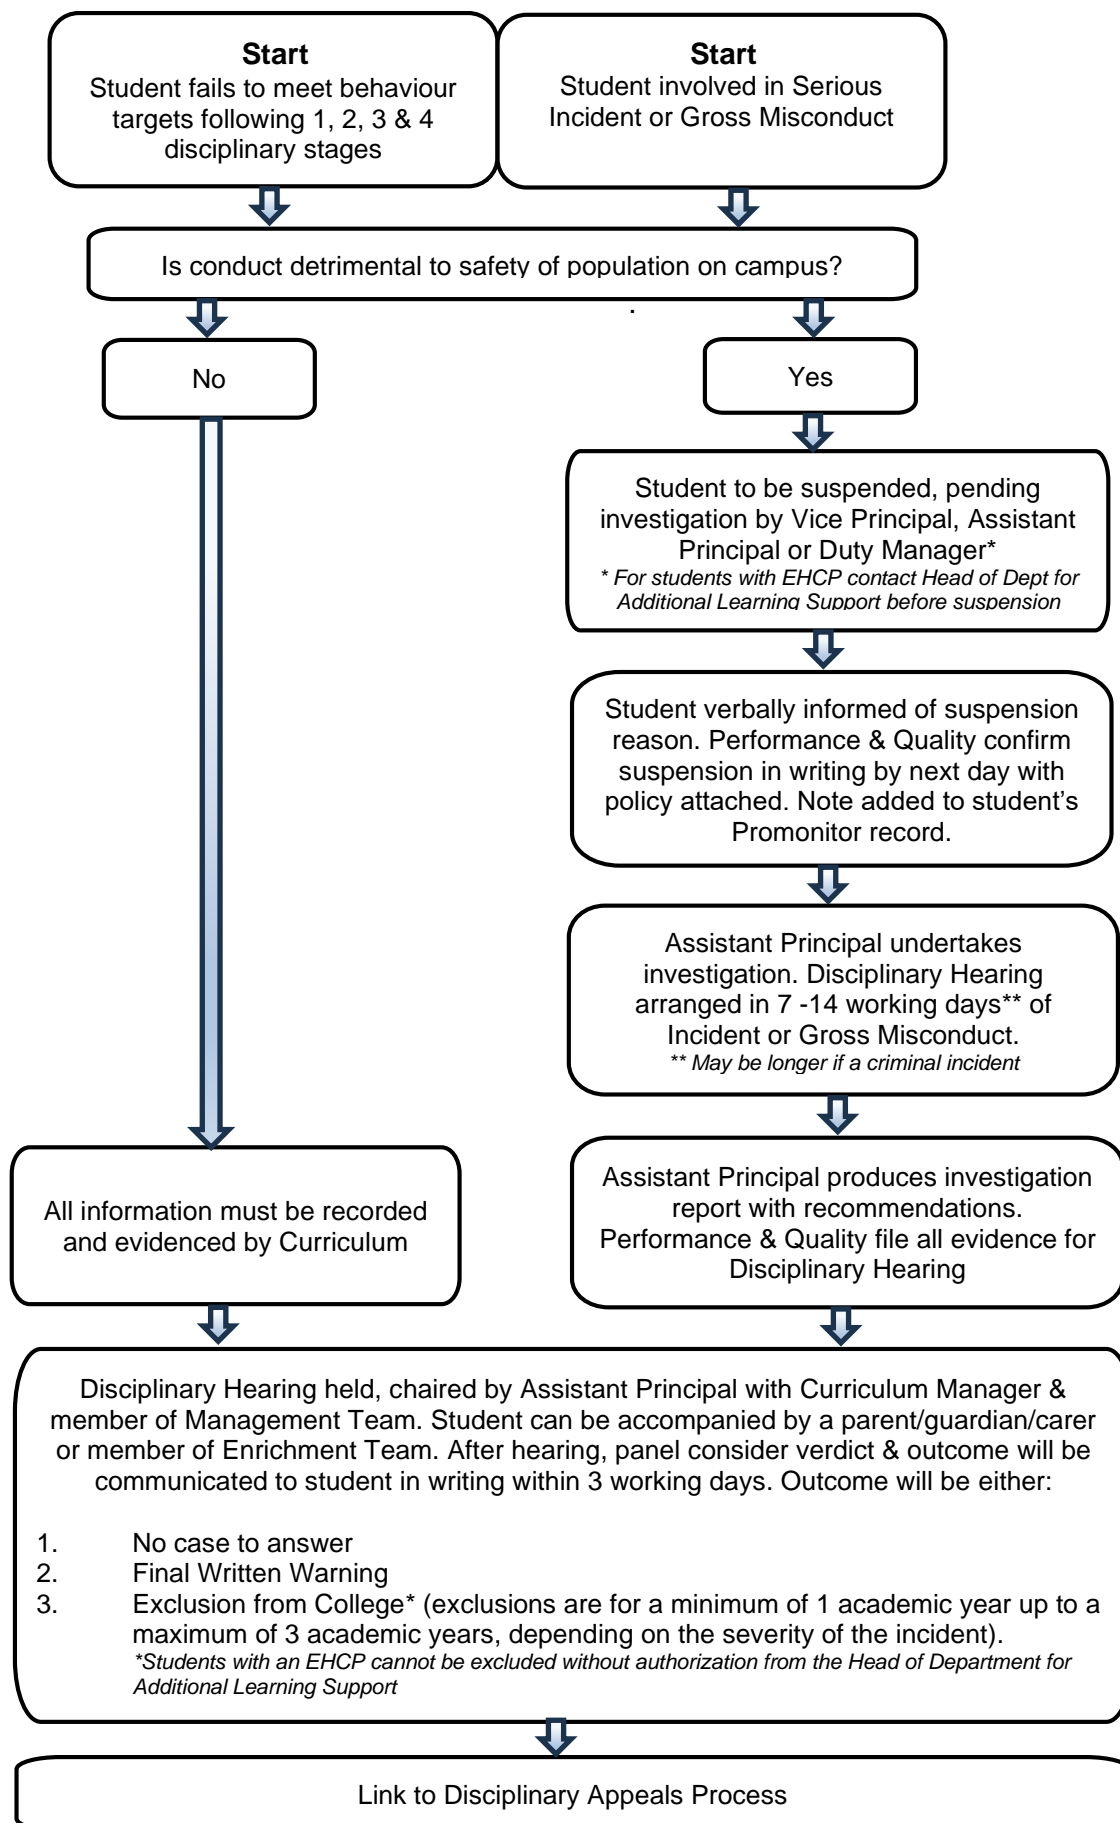 Start
Student fails to meet behaviour
targets following 1, 2, 3 & 4
disciplinary stages
Start
Student involved in Serious
Incident or Gross Misconduct
Is conduct detrimental to safety of population on campus?
.
No
Yes
Student to be suspended, pending
investigation by Vice Principal, Assistant
Principal or Duty Manager*
* For students with EHCP contact Head of Dept for
Additional Learning Support before suspension
Student verbally informed of suspension
reason. Performance & Quality confirm
suspension in writing by next day with
policy attached. Note added to student’s
Promonitor record.
Assistant Principal undertakes
investigation. Disciplinary Hearing
arranged in 7 -14 working days** of
Incident or Gross Misconduct.
** May be longer if a criminal incident
All information must be recorded
and evidenced by Curriculum
Assistant Principal produces investigation
report with recommendations.
Performance & Quality file all evidence for
Disciplinary Hearing
Disciplinary Hearing held, chaired by Assistant Principal with Curriculum Manager &
member of Management Team. Student can be accompanied by a parent/guardian/carer
or member of Enrichment Team. After hearing, panel consider verdict & outcome will be
communicated to student in writing within 3 working days. Outcome will be either:
1. No case to answer
2. Final Written Warning
3. Exclusion from College* (exclusions are for a minimum of 1 academic year up to a
maximum of 3 academic years, depending on the severity of the incident).
*Students with an EHCP cannot be excluded without authorization from the Head of Department for
Additional Learning Support
Link to Disciplinary Appeals Process